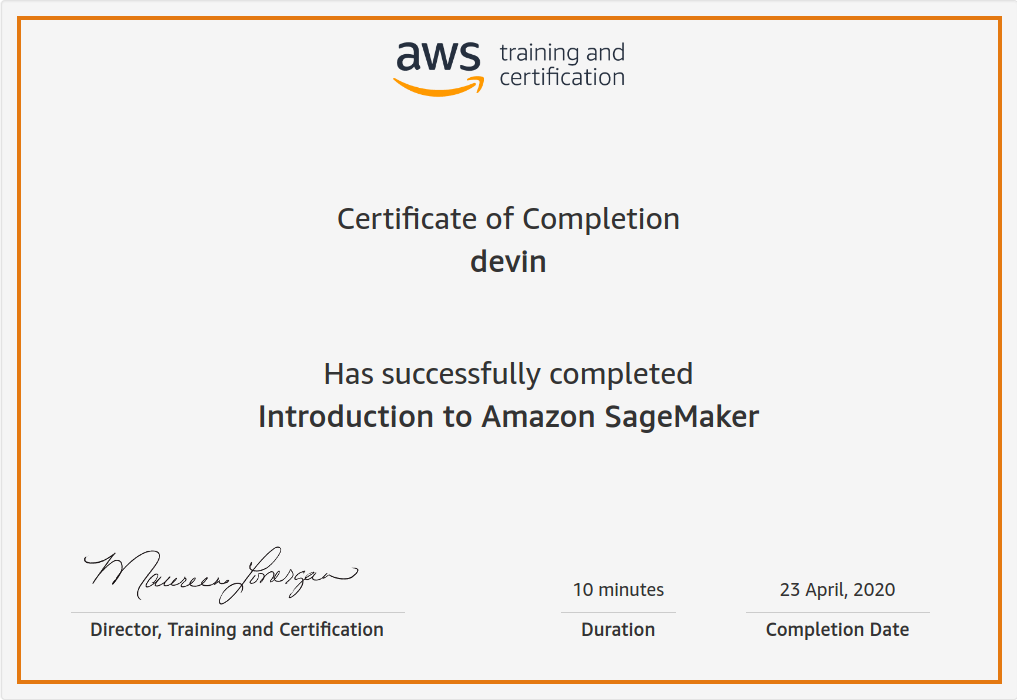 aws training and
certification
Certificate of Completion
devin
Has successfully completed
Introduction to Amazon SageMaker
Maureen Lonergan
10 minutes
23 April, 2020
Director, Training and Certification
Duration
Completion Date